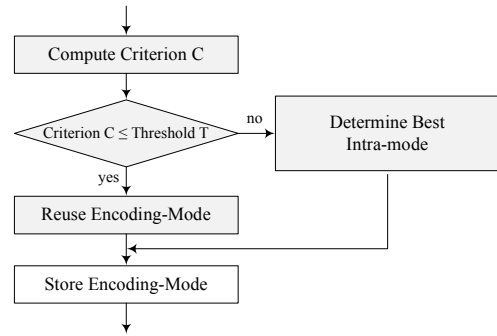 Compute Criterion C
Criterion C ≤ Threshold T
no
Determine Best
Intra-mode
yes
Reuse Encoding-Mode
Store Encoding-Mode